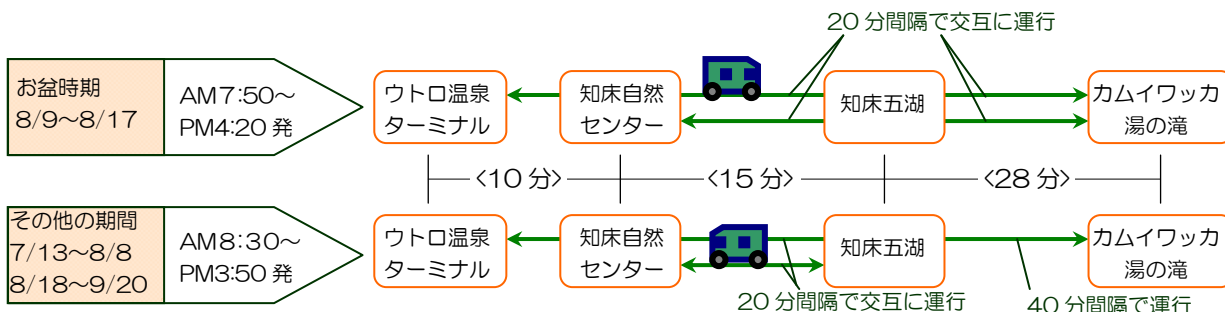 20分間隔で交互に運行
お盆時期
8/9～8/17
AM7:50～
PM4:20発
ウトロ温泉
ターミナル
知床自然
センター
知床五湖
カムイワッカ
湯の滝
<10分>
<15分>
<28分>
その他の期間
7/13～8/8
8/18～9/20
AM8:30～
PM3:50発
ウトロ温泉
ターミナル
知床自然
センター
知床五湖
カムイワッカ
湯の滝
20分間隔で交互に運行
40分間隔で運行